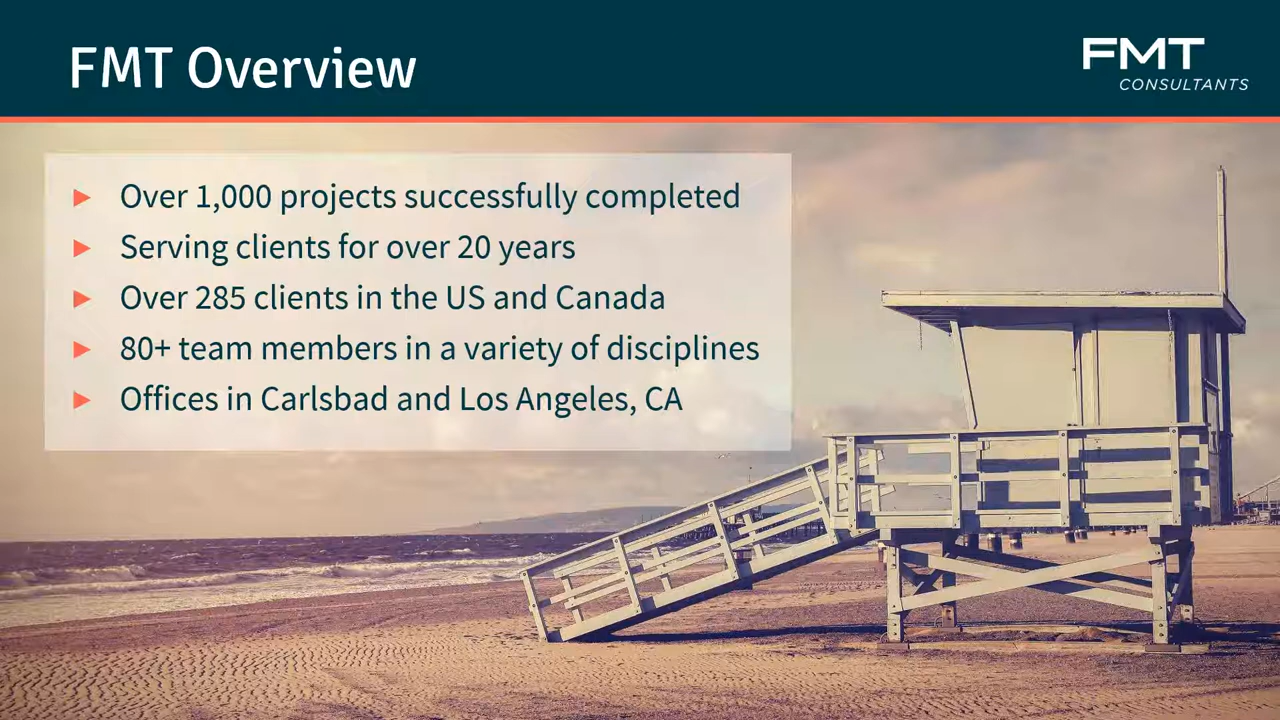 FMT Overview
FMT
CONSULTANTS
Over 1,000 projects successfully completed
Serving clients for over 20 years
Over 285 clients in the US and Canada
80+ team members in a variety of disciplines
Offices in Carlsbad and Los Angeles, CA